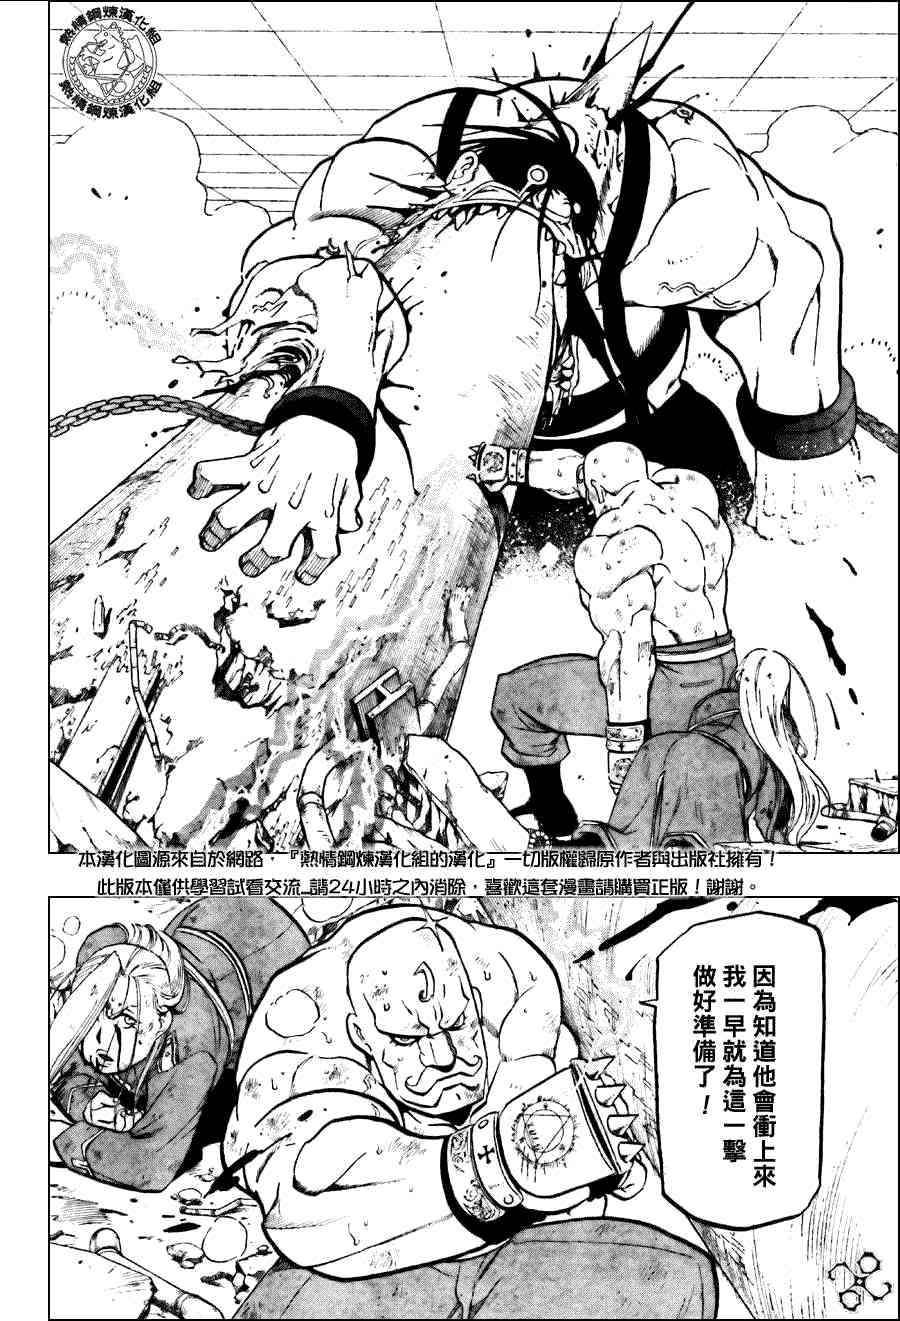 熱情鋼煉漢化組
熱情鋼煉漢化組
本漢化圖源來自於網路，『熱情鋼煉漢化組的漢化』一切版權歸原作者與出版社擁有！
此版本僅供學習試看交流_請24小時之內消除，喜歡這套漫畫請購買正版！謝謝。
因為知道他會衝上來
我一早就為這一擊
做好準備了！